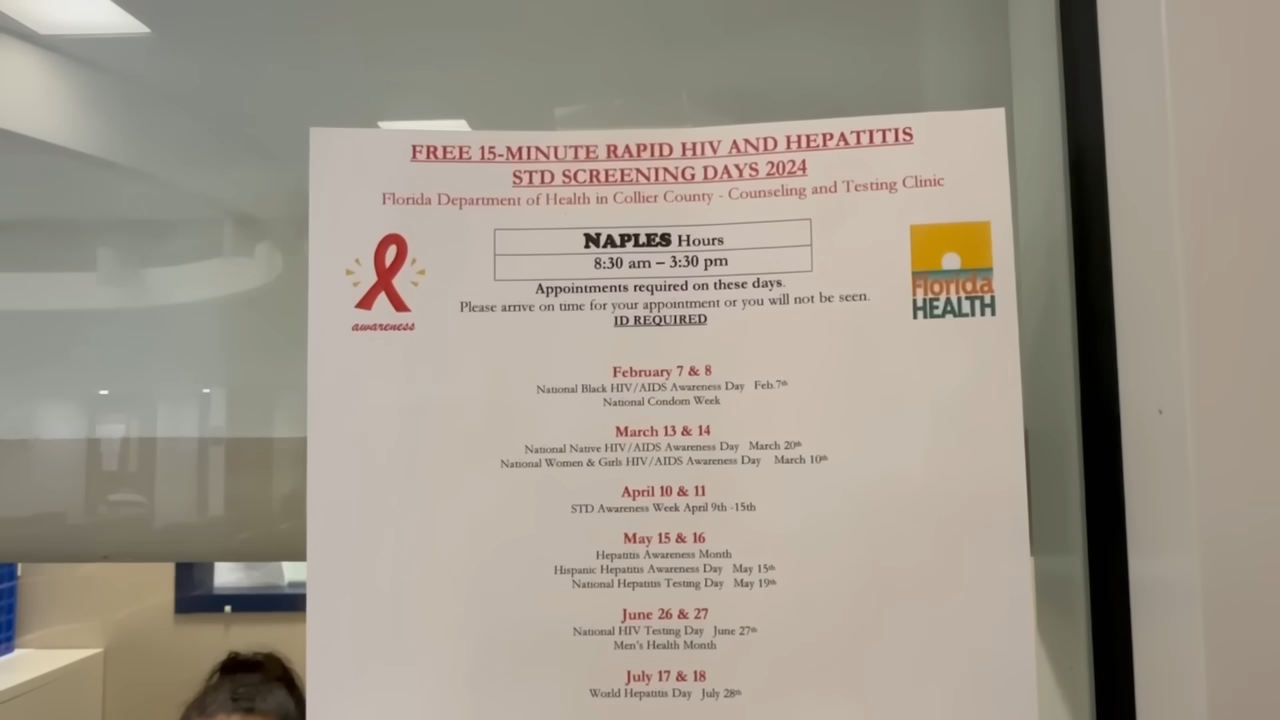 FREE 15-MINUTE RAPID HIV AND HEPATITIS
STD SCREENING DAYS 2024
Florida Department of Health in Collier County - Counseling and Testing Clinic
NAPLES Hours
8:30 am – 3:30 pm
Appointments required on these days.
Please arrive on time for your appointment or you will not be seen.
ID REQUIRED
awareness
Florida
HEALTH
February 7 & 8
National Black HIV/AIDS Awareness Day Feb.7th
National Condom Week
March 13 & 14
National Native HIV/AIDS Awareness Day March 20th
National Women & Girls HIV/AIDS Awareness Day March 10th
April 10 & 11
STD Awareness Week April 9th -15th
May 15 & 16
Hepatitis Awareness Month
Hispanic Hepatitis Awareness Day May 15th
National Hepatitis Testing Day May 19th
June 26 & 27
National HIV Testing Day June 27th
Men's Health Month
July 17 & 18
World Hepatitis Day July 28th